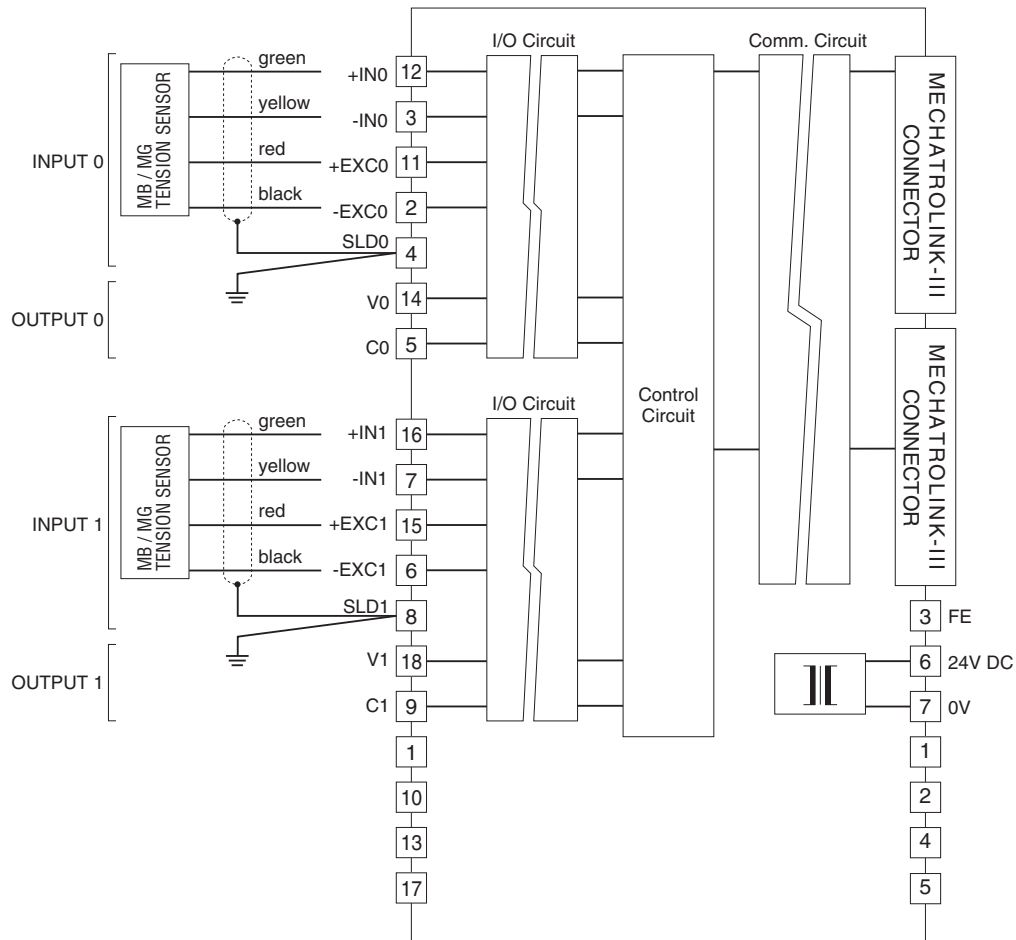 I/O Circuit
Comm. Circuit
INPUT 0
MB / MG
TENSION SENSOR
green
+IN0 12
yellow
-IN0 3
red
+EXC0 11
black
-EXC0 2
SLD0 4
OUTPUT 0
V0 14
C0 5
MECHATROLINK-III
CONNECTOR
MECHATROLINK-III
CONNECTOR
Control
Circuit
I/O Circuit
INPUT 1
MB / MG
TENSION SENSOR
green
+IN1 16
yellow
-IN1 7
red
+EXC1 15
black
-EXC1 6
SLD1 8
OUTPUT 1
V1 18
C1 9
1
10
13
17
3 FE
6 24V DC
7 0V
1
2
4
5